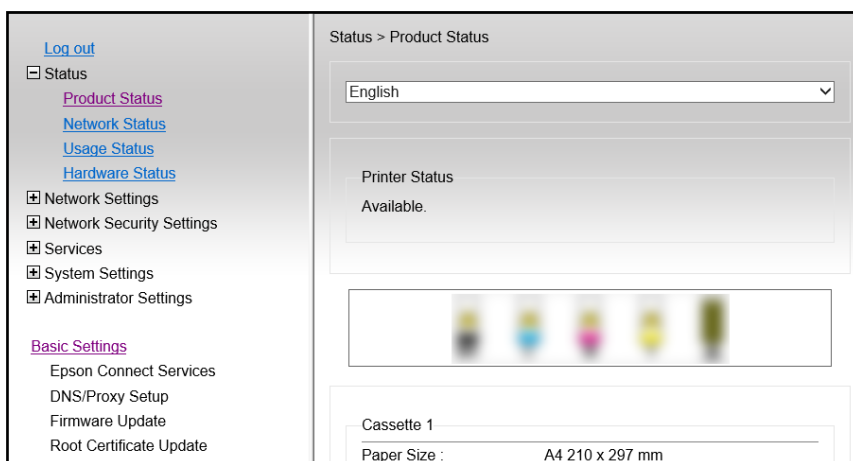 Log out
Status
Product Status
Network Status
Usage Status
Hardware Status
Network Settings
Network Security Settings
Services
System Settings
Administrator Settings
Basic Settings
Epson Connect Services
DNS/Proxy Setup
Firmware Update
Root Certificate Update
Status > Product Status
English
Printer Status
Available.
Cassette 1
Paper Size : A4 210 x 297 mm